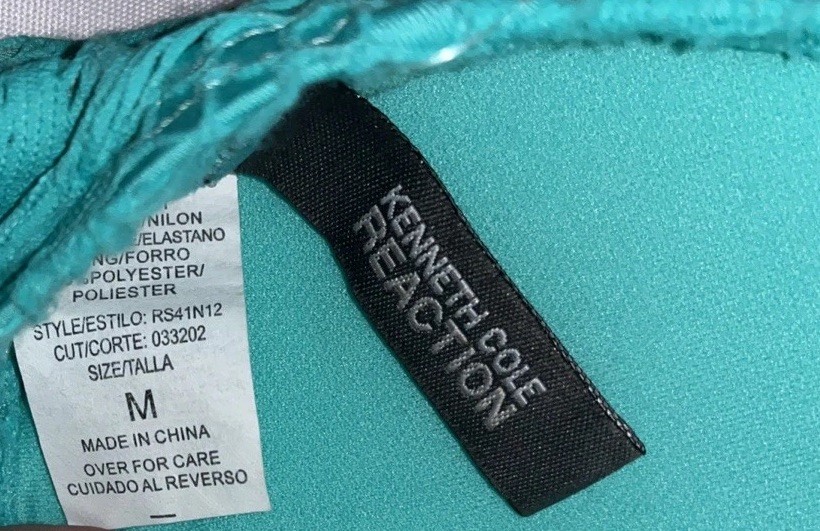 /NILON
/ELASTANO
NG/FORRO
POLYESTER/
POLIESTER
STYLE/ESTILO: RS41N12
CUT/CORTE: 033202
SIZE/TALLA
M
MADE IN CHINA
OVER FOR CARE
CUIDADO AL REVERSO
KENNETH COLE
REACTION